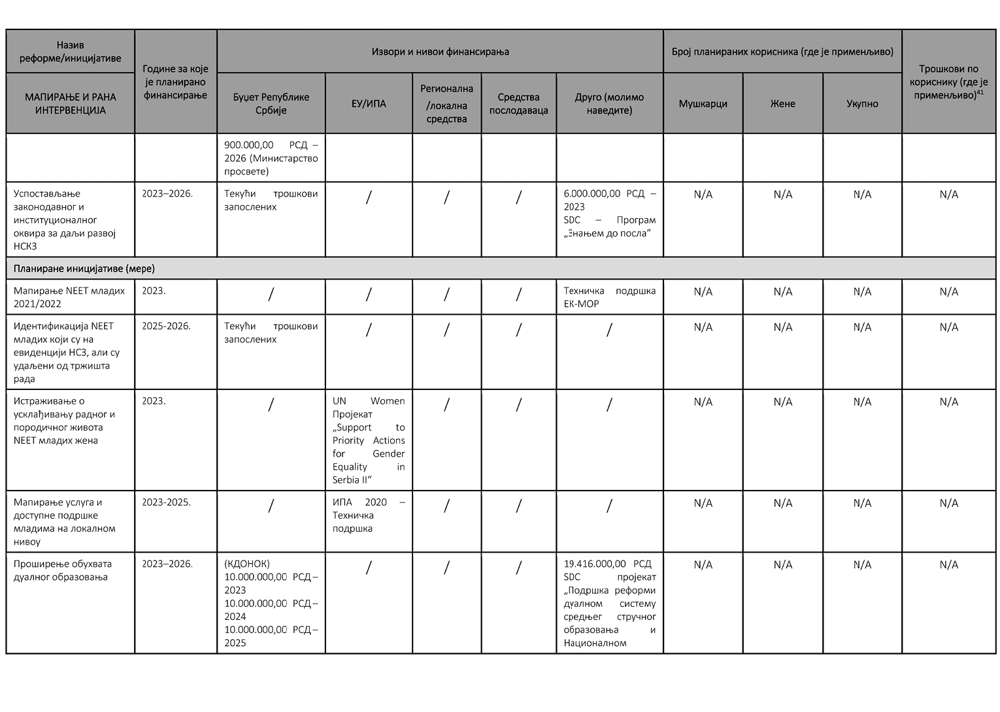 Назив
реформе/иницијативе
МАПИРАЊЕ И РАНА
ИНТЕРВЕНЦИЈА
Године за које
је планирано
финансирање
Извори и нивои финансирања
Буџет Републике
Србије
ЕУ/ИПА
Регионална
/локална
средства
Средства
послодаваца
Друго (молимо
наведите)
Број планираних корисника (где је применљиво)
Мушкарци
Жене
Укупно
Трошкови по
кориснику (где је
применљиво)41
900.000,00 РСД –
2026 (Министарство
просвете)
Успостављање
законодавног и
институционалног
оквира за даљи развој
НСКЗ
2023–2026.
Текући трошкови
запослених
/
/
/
6.000.000,00 РСД –
2023
SDC – Програм
„Знањем до посла”
N/A
N/A
N/A
N/A
Планиране иницијативе (мере)
Мапирање NEET младих
2021/2022
2023.
/
/
/
/
Техничка подршка
ЕК-МОР
N/A
N/A
N/A
N/A
Идентификација NEET
младих који су на
евиденцији НСЗ, али су
удаљени од тржишта
рада
2025-2026.
Текући трошкови
запослених
/
/
/
/
N/A
N/A
N/A
N/A
Истраживање о
усклађивању радног и
породичног живота
NEET младих жена
2023.
/
UN Women
Пројекат
„Support to
Priority Actions
for Gender
Equality in
Serbia II“
/
/
/
N/A
N/A
N/A
N/A
Мапирање услуга и
доступне подршке
младима на локалном
нивоу
2023-2025.
/
ИПА 2020 –
Техничка
подршка
/
/
/
N/A
N/A
N/A
N/A
Проширење обухвата
дуалног образовања
2023–2026.
(КДОНОК)
10.000.000,00 РСД–
2023
10.000.000,00 РСД–
2024
10.000.000,00 РСД–
2025
/
/
/
19.416.000,00 РСД
SDC пројекат
„Подршка реформи
дуалном систему
средњег стручног
образовања и
Националном
N/A
N/A
N/A
N/A